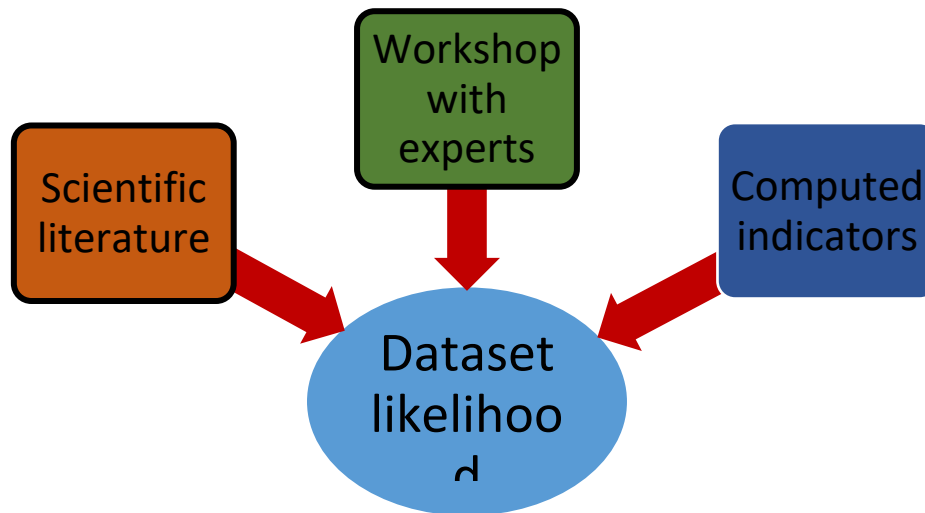 Workshop
with
experts
Scientific
literature
Computed
indicators
Dataset
likelihoo
d